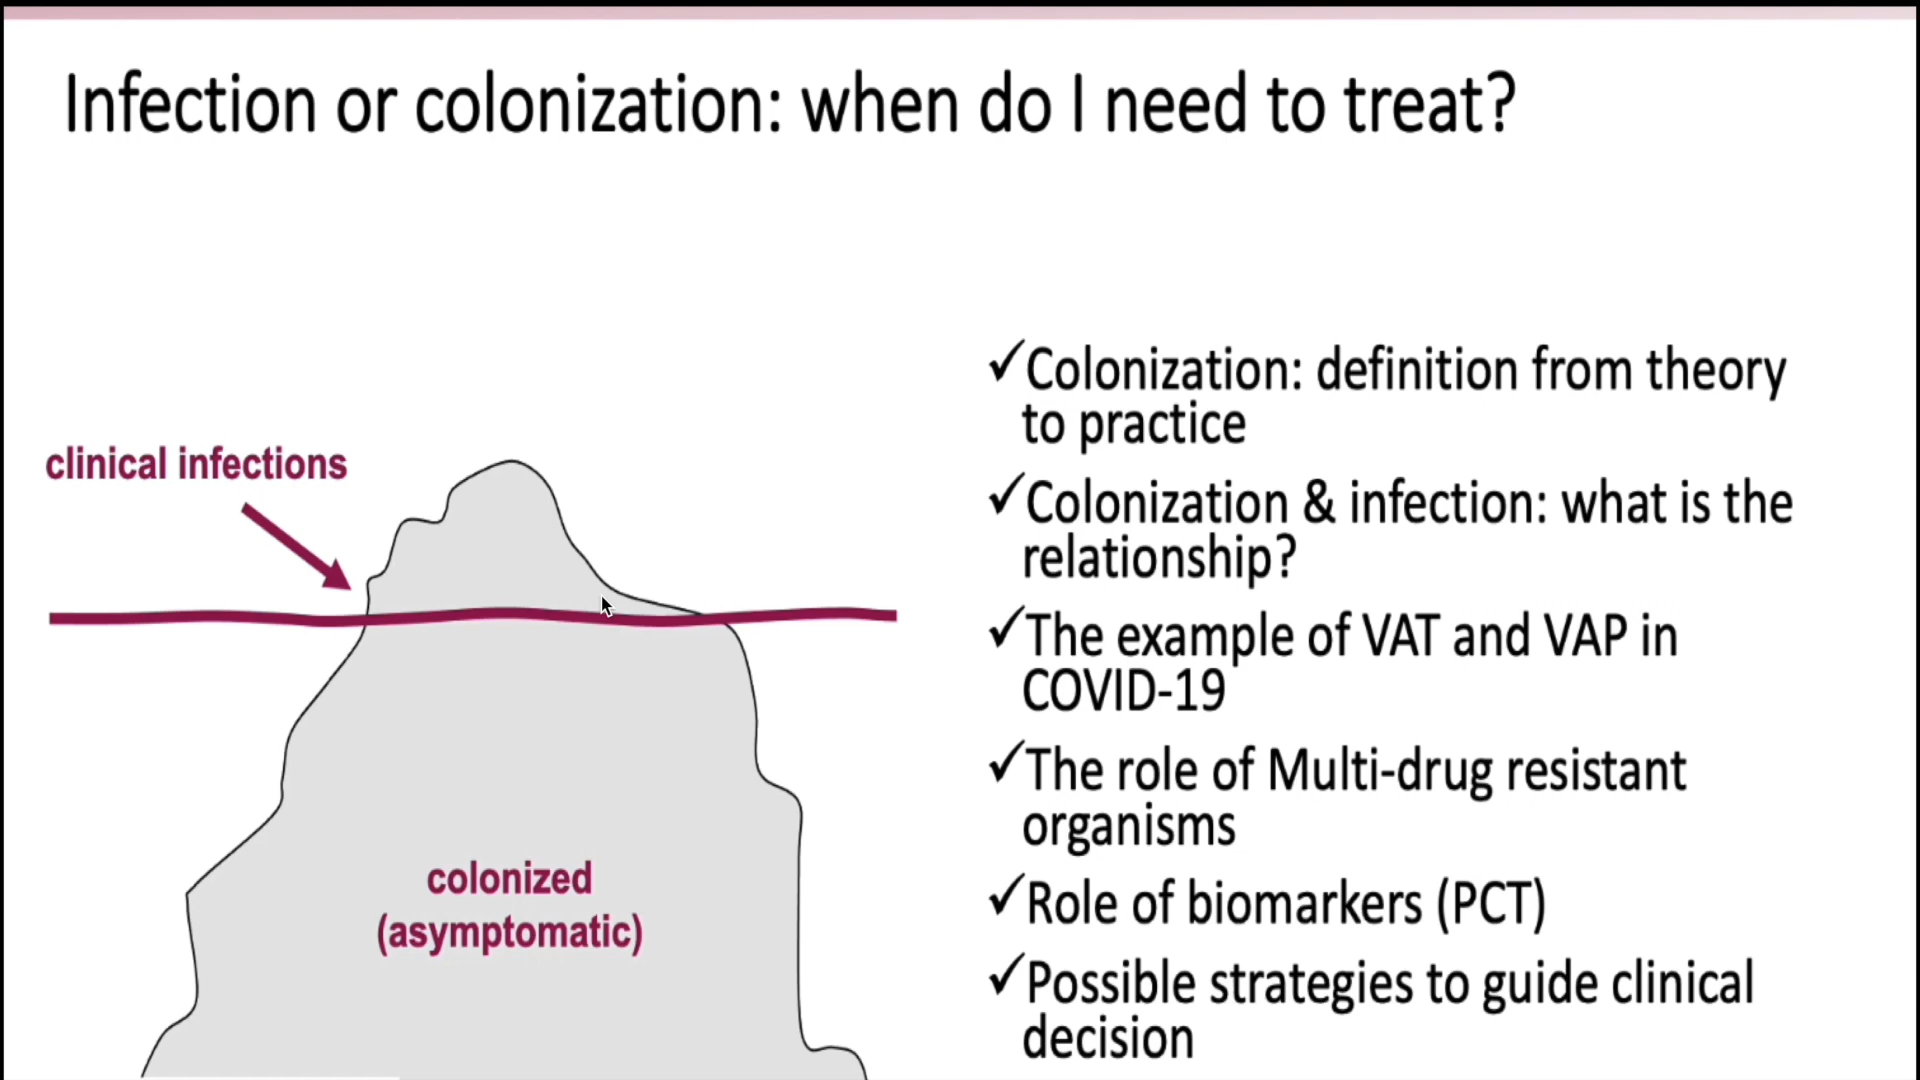 Infection or colonization: when do I need to treat?
clinical infections
colonized
(asymptomatic)
✓Colonization: definition from theory
to practice
✓Colonization & infection: what is the
relationship?
✓The example of VAT and VAP in
COVID-19
✓The role of Multi-drug resistant
organisms
✓Role of biomarkers (PCT)
✓Possible strategies to guide clinical
decision